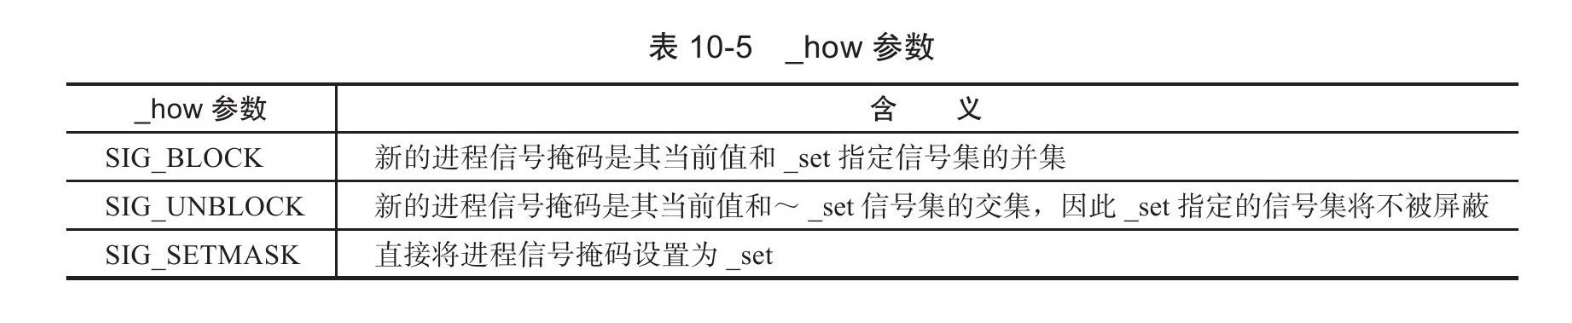 表 10-5 _how 参数
_how 参数 含 义
SIG_BLOCK 新的进程信号掩码是其当前值和 _set 指定信号集的并集
SIG_UNBLOCK 新的进程信号掩码是其当前值和～ _set 信号集的交集，因此 _set 指定的信号集将不被屏蔽
SIG_SETMASK 直接将进程信号掩码设置为 _set